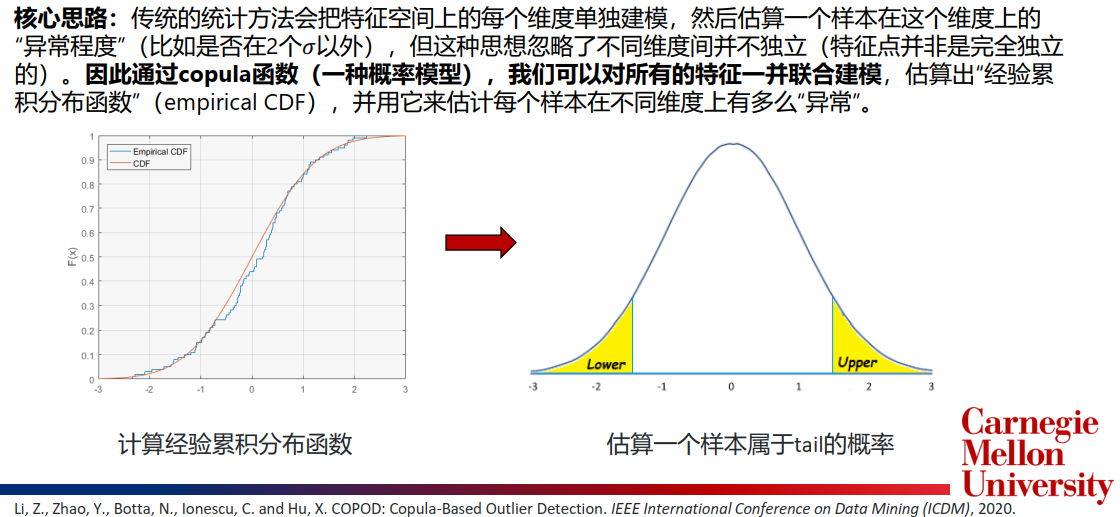 核心思路：传统的统计方法会把特征空间上的每个维度单独建模，然后估算一个样本在这个维度上的
“异常程度”（比如是否在2个σ以外），但这种思想忽略了不同维度间并不独立（特征点并非是完全独立
的）。因此通过copula函数（一种概率模型），我们可以对所有的特征一并联合建模，估算出“经验累
积分布函数”（empirical CDF），并用它来估计每个样本在不同维度上有多么“异常”。
Empirical CDF
CDF
F(x)
1
0.9
0.8
0.7
0.6
0.5
0.4
0.3
0.2
0.1
0
-3 -2 -1 0 1 2 3
Lower
Upper
-3 -2 -1 0 1 2 3
计算经验累积分布函数
估算一个样本属于tail的概率
Carnegie
Mellon
University
Li, Z., Zhao, Y., Botta, N., Ionescu, C. and Hu, X. COPOD: Copula-Based Outlier Detection. IEEE International Conference on Data Mining (ICDM), 2020.